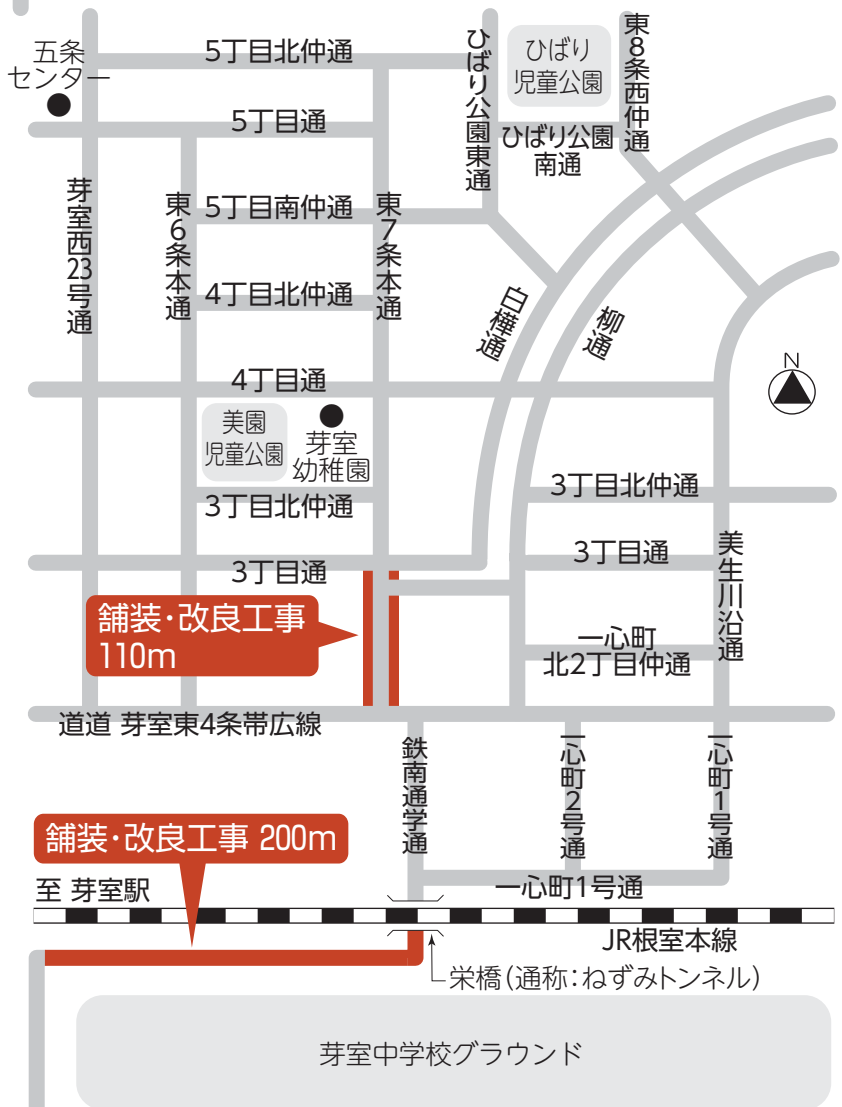 五条
センター
5丁目北仲通
ひばり公園東通
ひばり
児童公園
東8条西仲通
5丁目通
ひばり公園
南通
芽室西23号通
東6条本通
5丁目南仲通
東7条本通
4丁目北仲通
白樺通
柳通
N
4丁目通
美園
児童公園
芽室
幼稚園
3丁目北仲通
3丁目北仲通
3丁目通
3丁目通
美生川沿通
舗装・改良工事
110m
一心町
北2丁目仲通
道道 芽室東4条帯広線
鉄南通学通
一心町2号通
一心町1号通
舗装・改良工事 200m
至 芽室駅
一心町1号通
JR根室本線
栄橋(通称:ねずみトンネル)
芽室中学校グラウンド